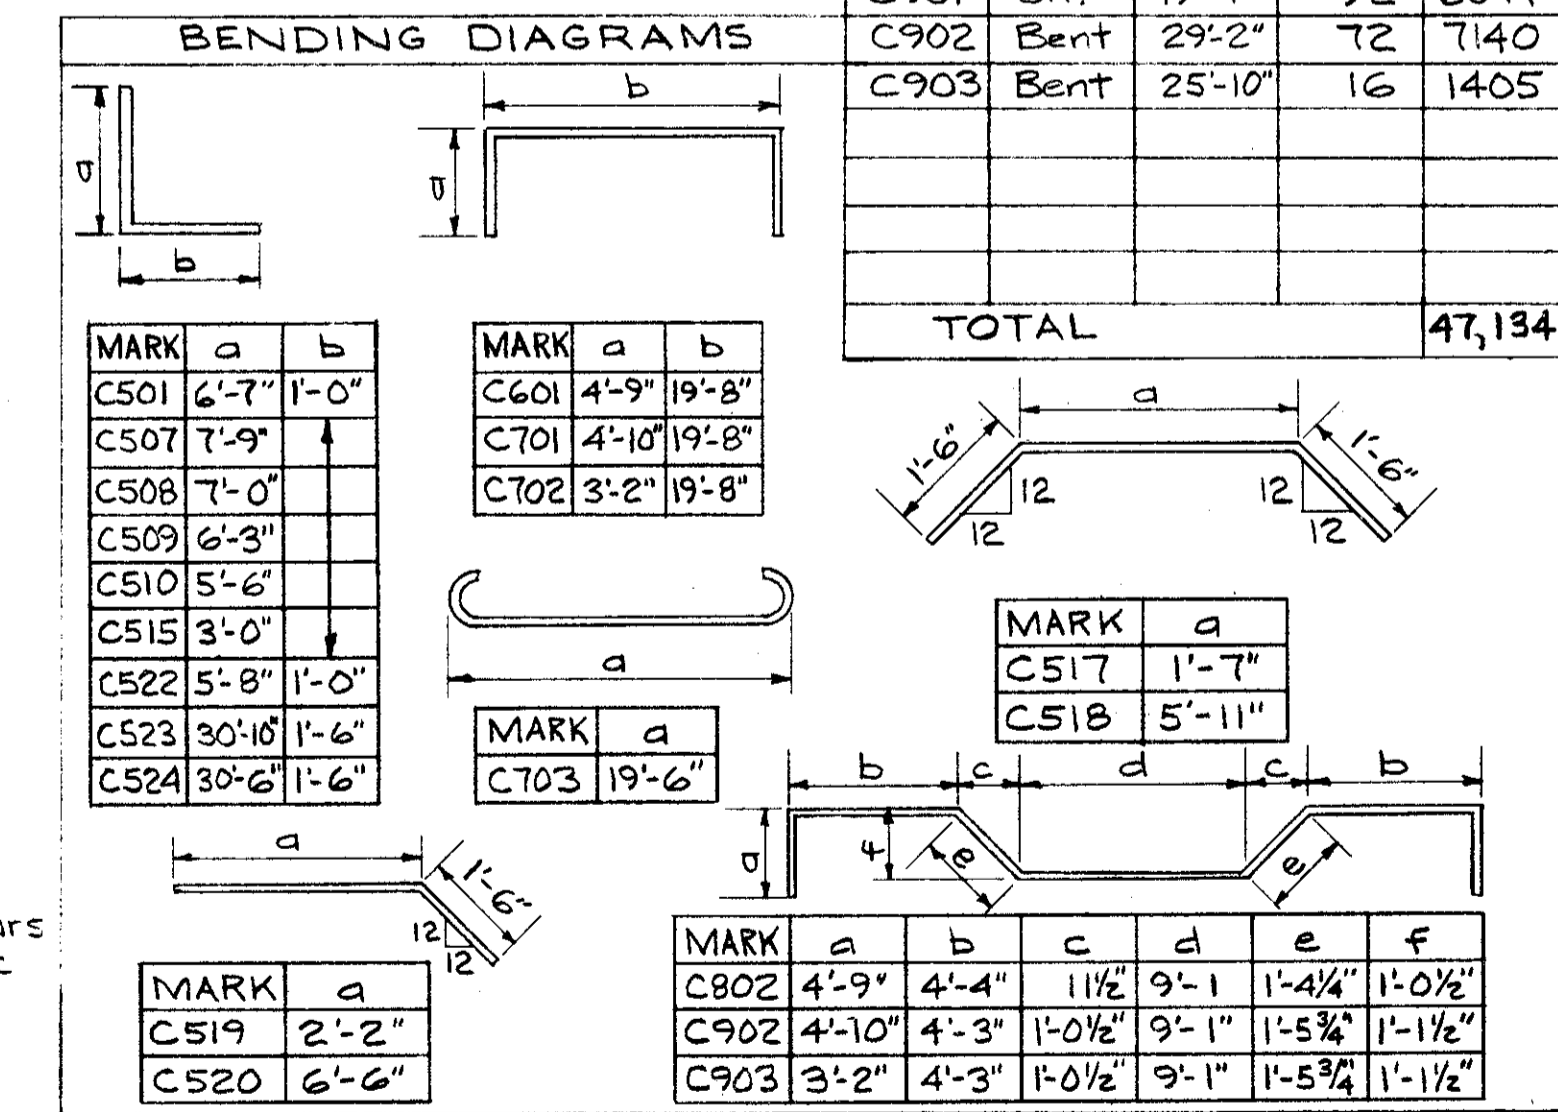 BENDING DIAGRAMS
C902 Bent 29'-2" 72 7140
C903 Bent 25'-10" 16 1405
TOTAL 47,134
a
b
b
a
MARK a b
C501 6'-7" 1'-0"
C507 7'-9"
C508 7'-0"
C509 6'-3"
C510 5'-6"
C515 3'-0"
C522 5'-8" 1'-0"
C523 30'-10" 1'-6"
C524 30'-6" 1'-6"
MARK a b
C601 4'-9" 19'-8"
C701 4'-10" 19'-8"
C702 3'-2" 19'-8"
a
1'-6" 1'-6"
12 12
12 12
a
MARK a
C703 19'-6"
MARK a
C517 1'-7"
C518 5'-11"
a
1'-6"
12
12
MARK a
C519 2'-2"
C520 6'-6"
b c d c b
a f e e
MARK a b c d e f
C802 4'-9" 4'-4" 11½" 9'-1 1'-4¼" 1'-0½"
C902 4'-10" 4'-3" 1'-0½" 9'-1" 1'-5¾" 1'-1½"
C903 3'-2" 4'-3" 1'-0½" 9'-1" 1'-5¾" 1'-1½"